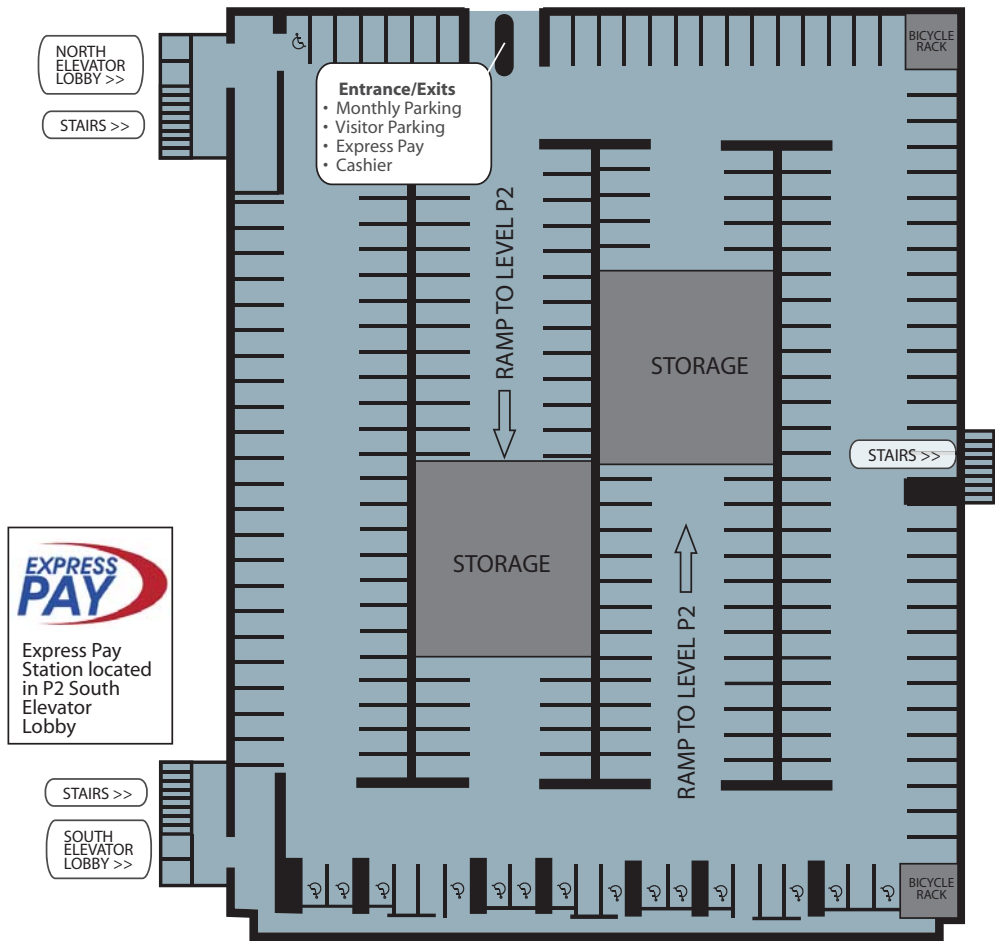 NORTH
ELEVATOR
LOBBY >>
STAIRS >>
Entrance/Exits
• Monthly Parking
• Visitor Parking
• Express Pay
• Cashier
BICYCLE
RACK
RAMP TO LEVEL P2
STORAGE
STAIRS >>
STORAGE
RAMP TO LEVEL P2
EXPRESS
PAY
Express Pay
Station located
in P2 South
Elevator
Lobby
STAIRS >>
SOUTH
ELEVATOR
LOBBY >>
BICYCLE
RACK